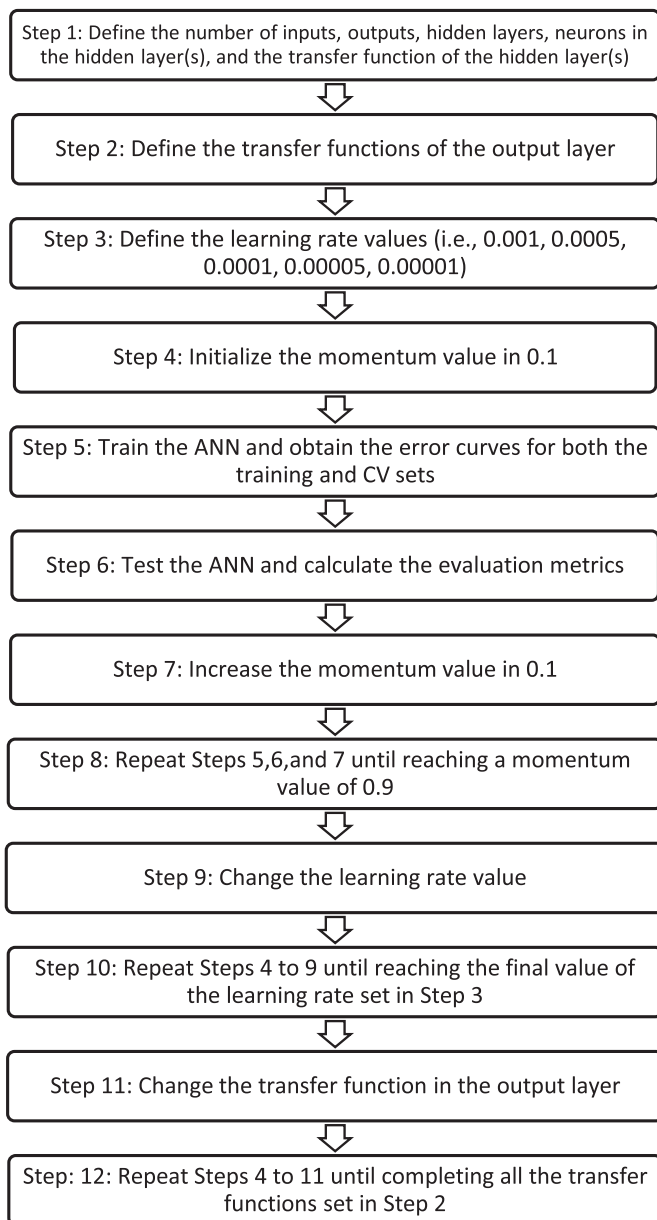 Step 1: Define the number of inputs, outputs, hidden layers, neurons in
the hidden layer(s), and the transfer function of the hidden layer(s)
Step 2: Define the transfer functions of the output layer
Step 3: Define the learning rate values (i.e., 0.001, 0.0005,
0.0001, 0.00005, 0.00001)
Step 4: Initialize the momentum value in 0.1
Step 5: Train the ANN and obtain the error curves for both the
training and CV sets
Step 6: Test the ANN and calculate the evaluation metrics
Step 7: Increase the momentum value in 0.1
Step 8: Repeat Steps 5,6,and 7 until reaching a momentum
value of 0.9
Step 9: Change the learning rate value
Step 10: Repeat Steps 4 to 9 until reaching the final value of
the learning rate set in Step 3
Step 11: Change the transfer function in the output layer
Step: 12: Repeat Steps 4 to 11 until completing all the transfer
functions set in Step 2